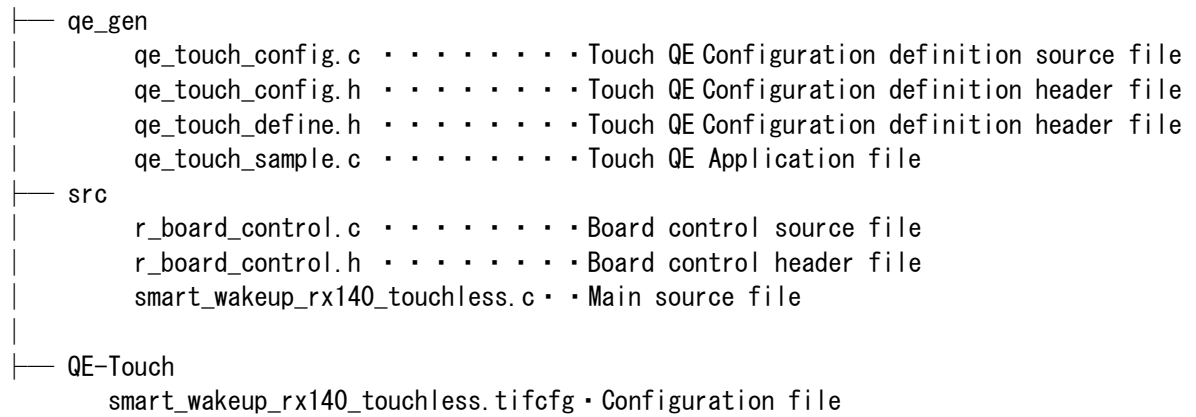 ├── qe_gen
│ qe_touch_config.c ・・・・・・・・Touch QE Configuration definition source file
│ qe_touch_config.h ・・・・・・・・Touch QE Configuration definition header file
│ qe_touch_define.h ・・・・・・・・Touch QE Configuration definition header file
│ qe_touch_sample.c ・・・・・・・・Touch QE Application file
├── src
│ r_board_control.c ・・・・・・・・Board control source file
│ r_board_control.h ・・・・・・・・Board control header file
│ smart_wakeup_rx140_touchless.c・・Main source file
│
├── QE-Touch
smart_wakeup_rx140_touchless.tifcfg・Configuration file